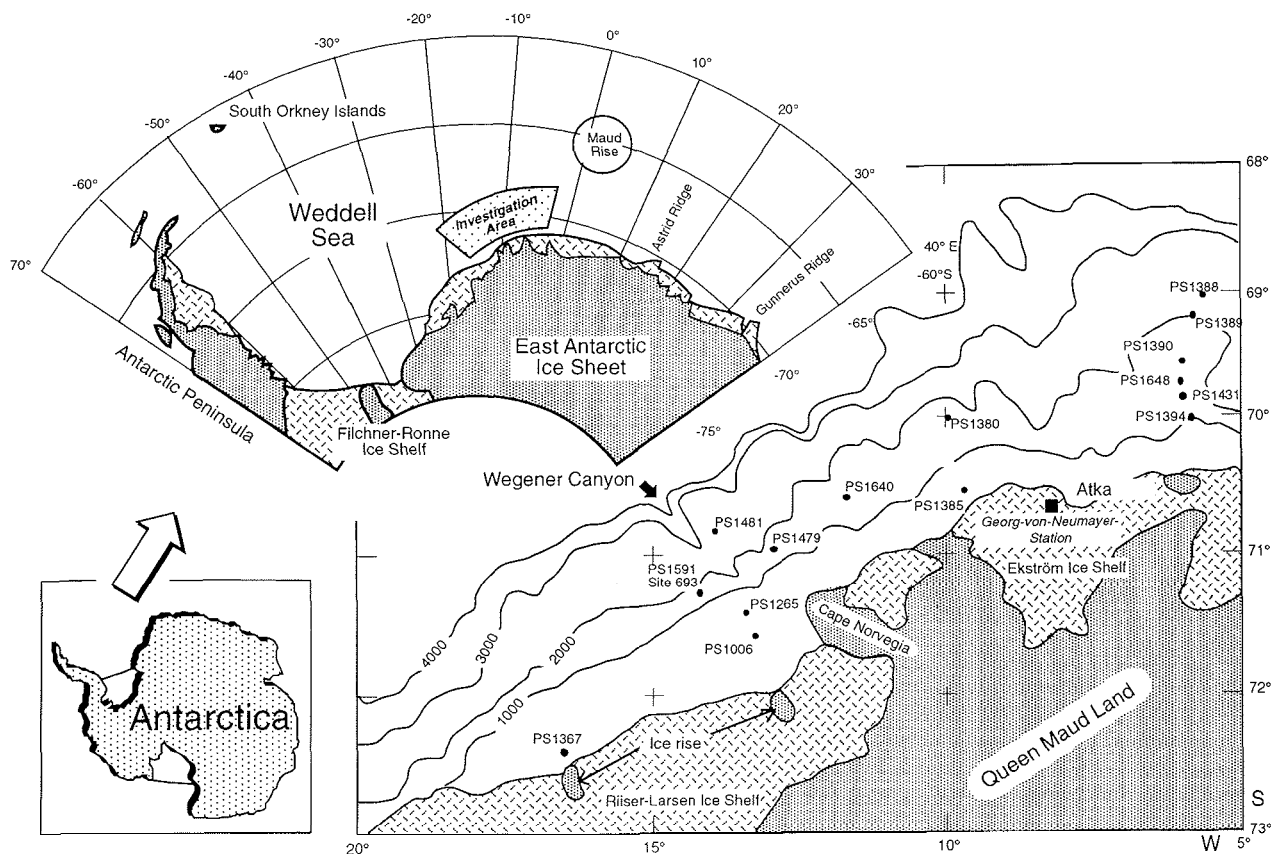 -20°
-10°
0°
-30°
10°
-40°
20°
-50°
30°
-60°
70°
South Orkney Islands
Maud
Rise
Weddell
Sea
Investigation
Area
Astrid Ridge
Gunnerus Ridge
40° E
-60°S
-65°
-70°
-75°
East Antarctic
Ice Sheet
Antarctic Peninsula
Filchner-Ronne
Ice Shelf
Wegener Canyon
68°
69°
70°
71°
72°
73°
S
W
20°
15°
10°
5°
PS1388
PS1389
PS1390
PS1648
PS1431
PS1394
PS1380
PS1640
PS1385
Atka
Georg-von-Neumayer-
Station
Ekström Ice Shelf
PS1481
PS1479
PS1591
Site 693
PS1265
PS1006
Cape Norvegia
4000
3000
2000
1000
PS1367
Ice rise
Riiser-Larsen Ice Shelf
Queen Maud Land
Antarctica